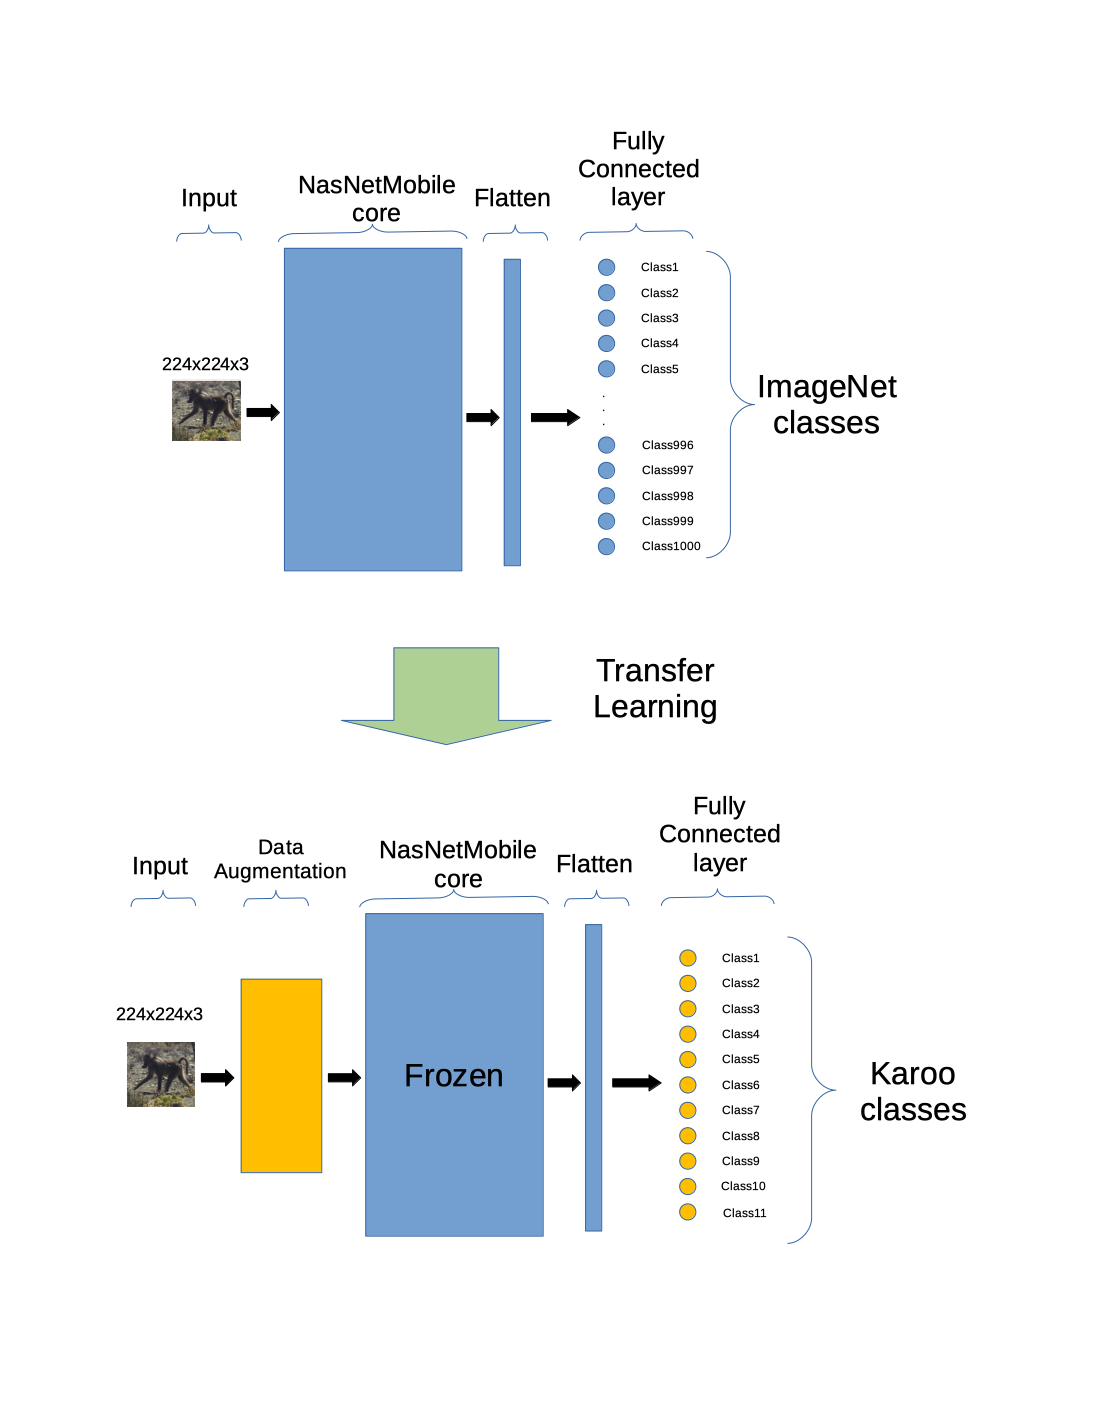 Fully
Connected
layer
NasNetMobile
core
Input
Flatten
Class1
Class2
Class3
Class4
Class5
.
.
.
Class996
Class997
Class998
Class999
Class1000
224x224x3
ImageNet
classes
Transfer
Learning
Fully
Connected
layer
Data
Augmentation
NasNetMobile
core
Input
Flatten
Class1
Class2
Class3
Class4
Class5
Class6
Class7
Class8
Class9
Class10
Class11
224x224x3
Frozen
Karoo
classes